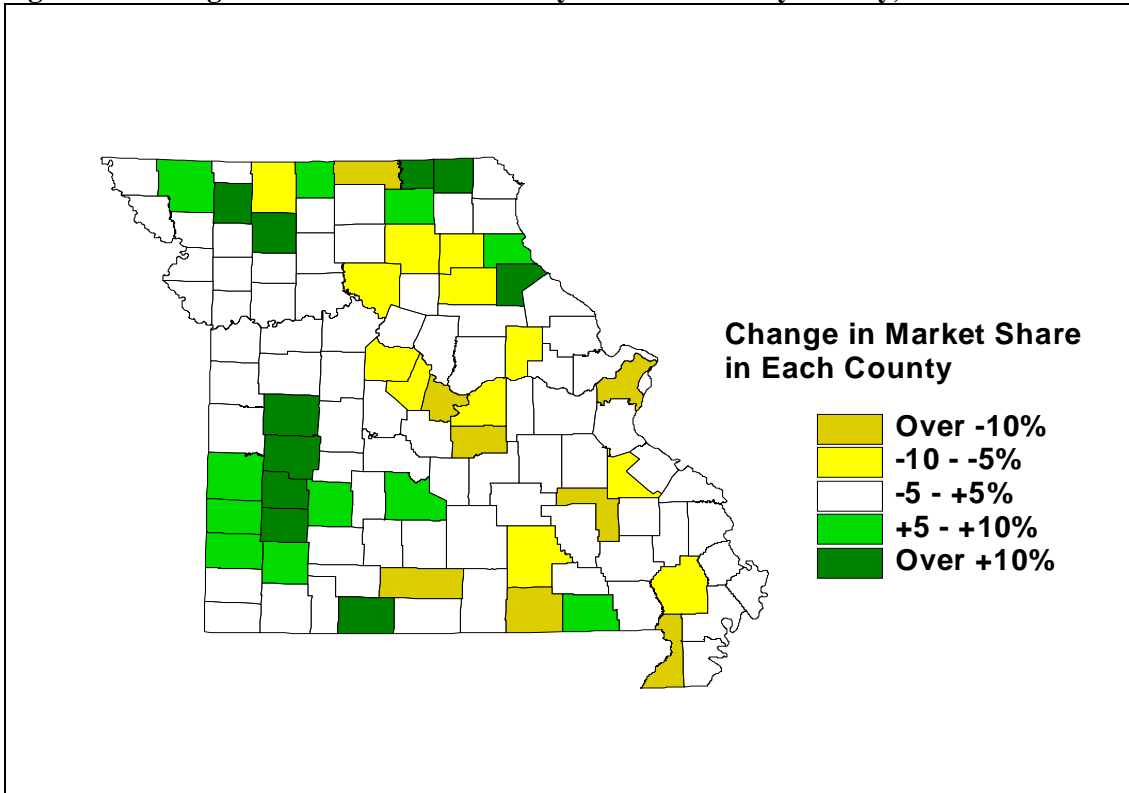 Change in Market Share
in Each County
Over -10%
-10 - -5%
-5 - +5%
+5 - +10%
Over +10%